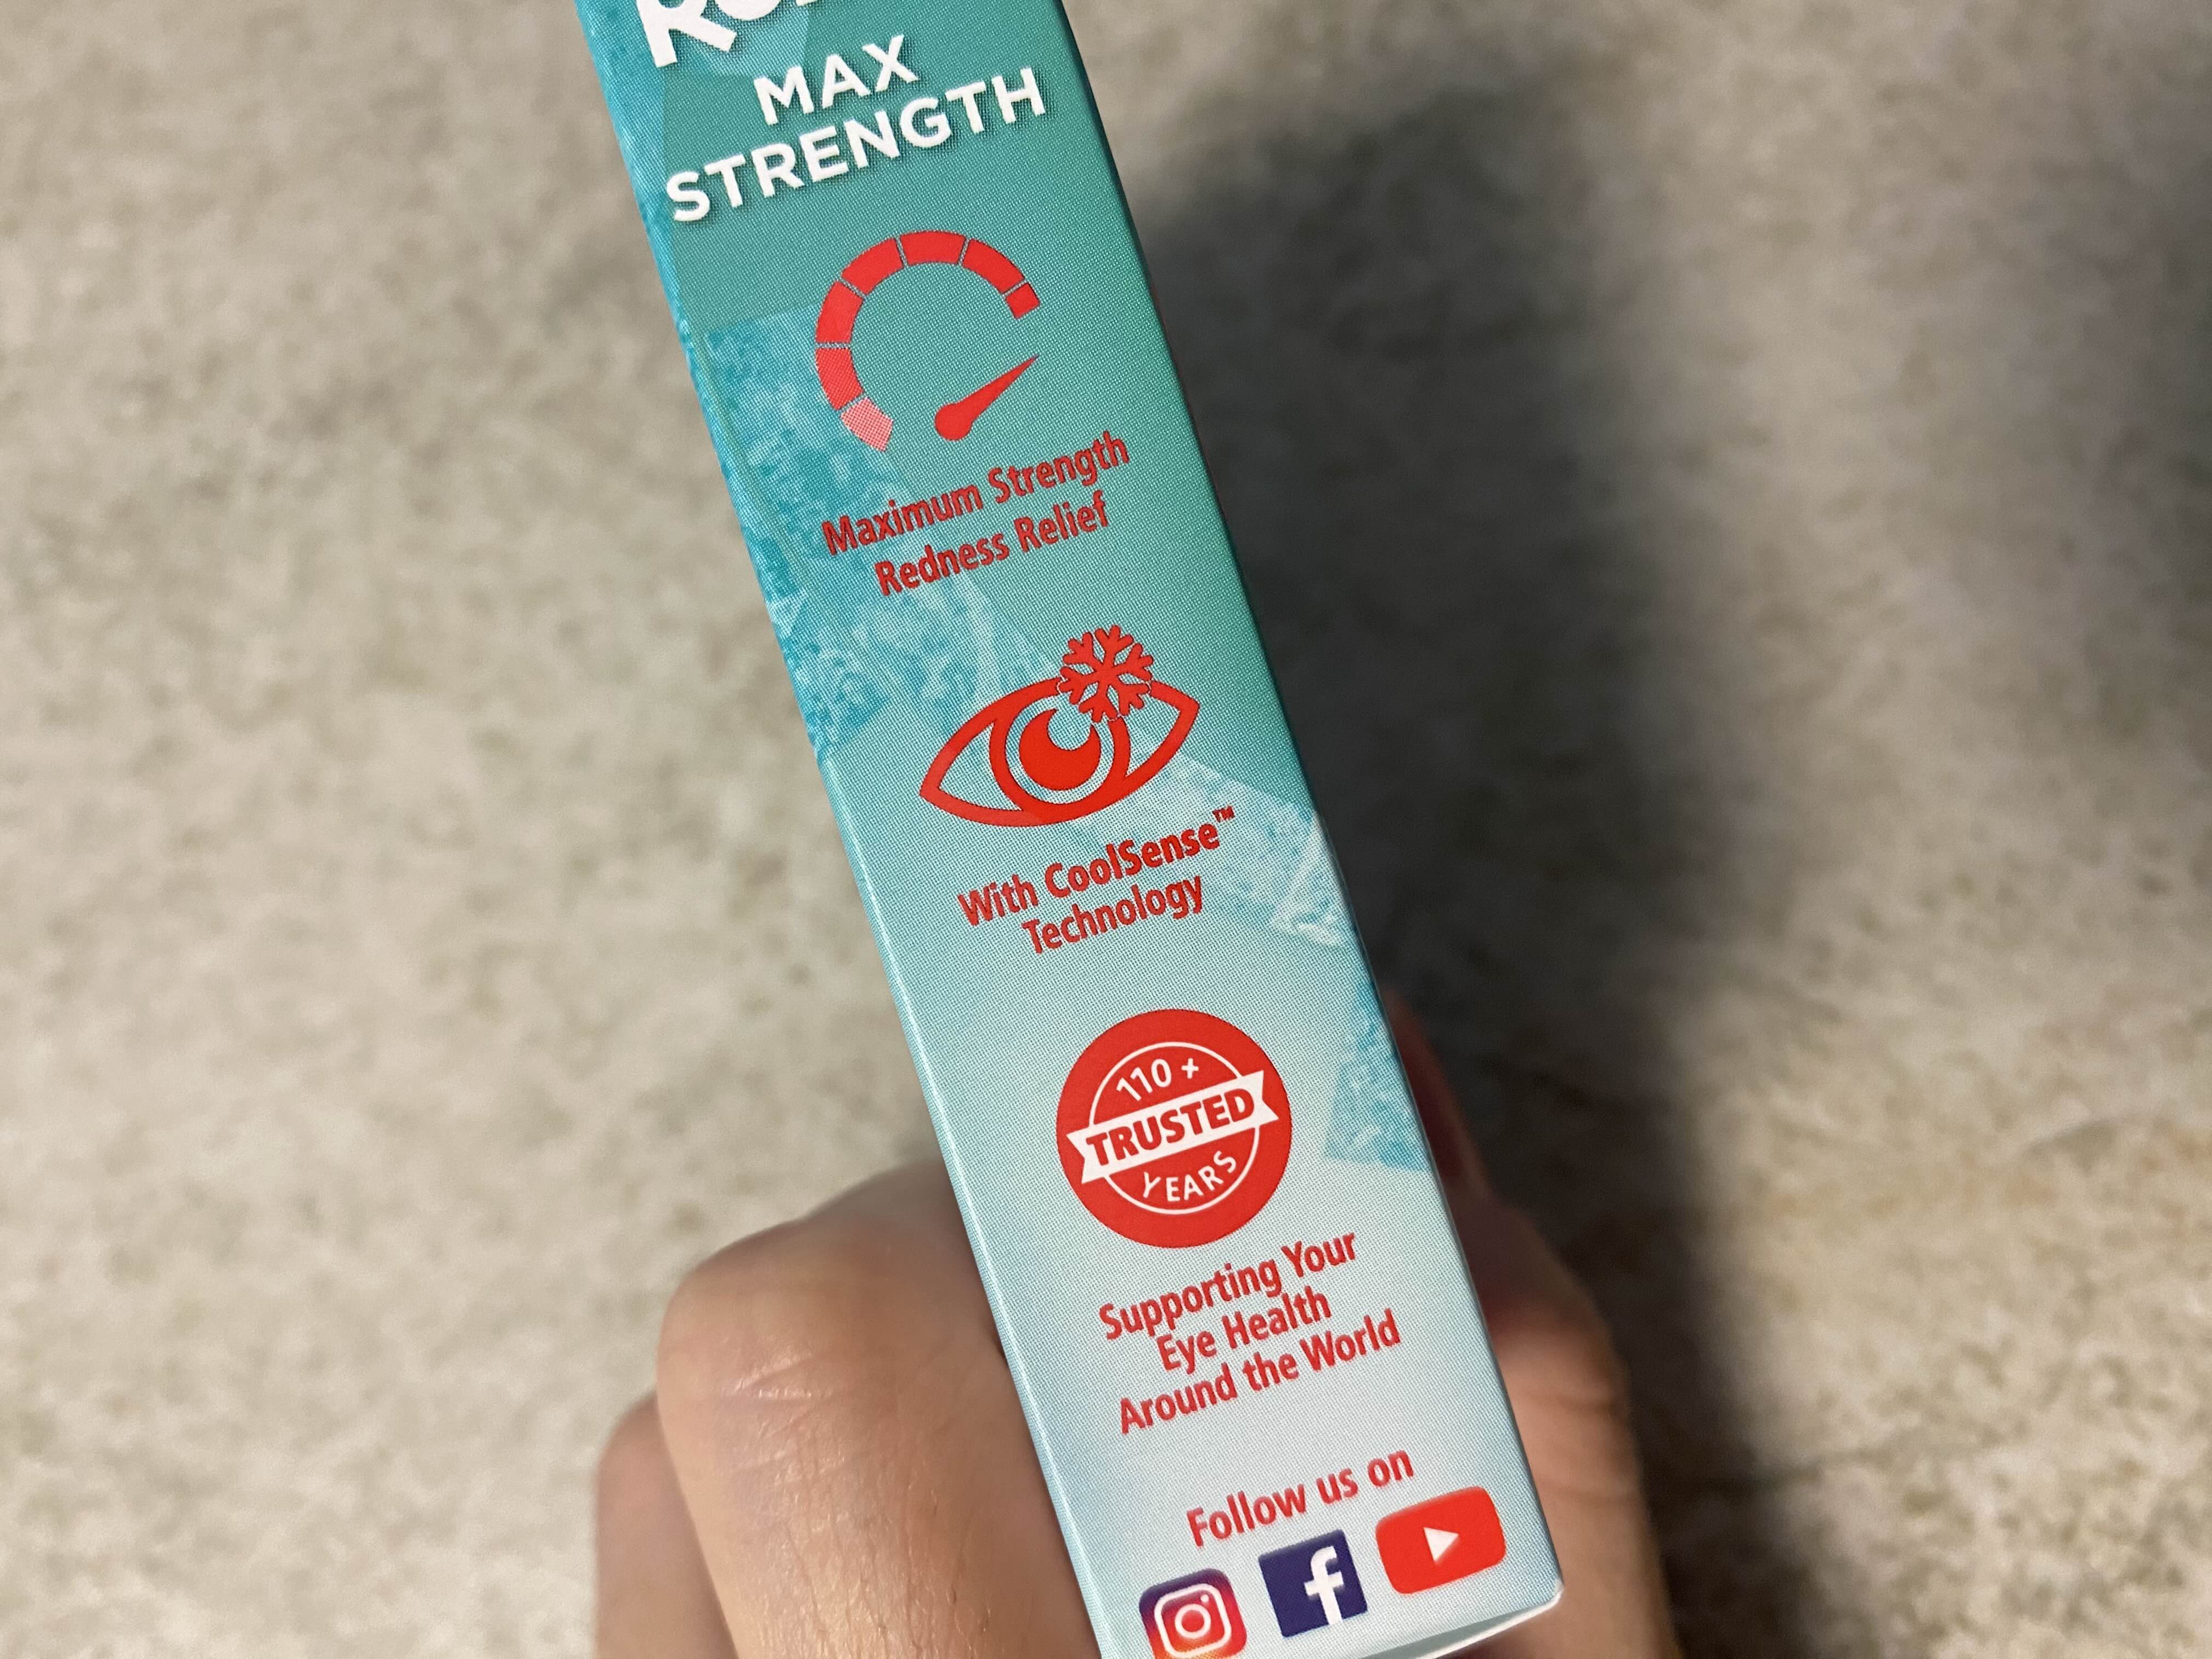 MAX
STRENGTH
Maximum Strength
Redness Relief
With CoolSense™
Technology
110 +
TRUSTED
YEARS
Supporting Your
Eye Health
Around the World
Follow us on